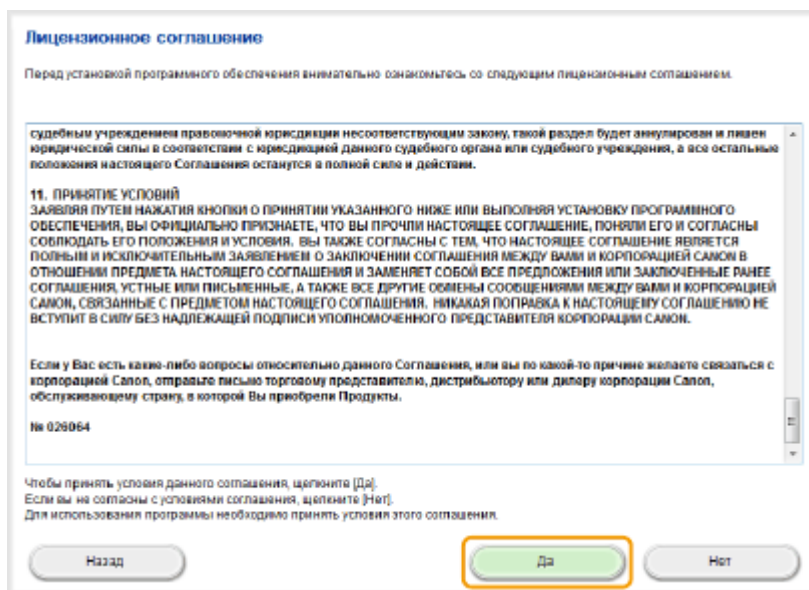 Лицензионное соглашение
Перед установкой программного обеспечения внимательно ознакомьтесь со следующим лицензионным соглашением.
судебным учреждением правомочной юрисдикции несоответствующим закону, такой раздел будет аннулирован и лишен
юридической силы в соответствии с юрисдикцией данного судебного органа или судебного учреждения, а все остальные
положения настоящего Соглашения останутся в полной силе и действии.
11. ПРИНЯТИЕ УСЛОВИЙ
ЗАЯВЛЯЯ ПУТЕМ НАЖАТИЯ КНОПКИ О ПРИНЯТИИ УКАЗАННОГО НИЖЕ ИЛИ ВЫПОЛНЯЯ УСТАНОВКУ ПРОГРАММНОГО
ОБЕСПЕЧЕНИЯ, ВЫ ОФИЦИАЛЬНО ПРИЗНАЕТЕ, ЧТО ВЫ ПРОЧЛИ НАСТОЯЩЕЕ СОГЛАШЕНИЕ, ПОНЯЛИ ЕГО И СОГЛАСНЫ
СОБЛЮДАТЬ ЕГО ПОЛОЖЕНИЯ И УСЛОВИЯ. ВЫ ТАКЖЕ СОГЛАСНЫ С ТЕМ, ЧТО НАСТОЯЩЕЕ СОГЛАШЕНИЕ ЯВЛЯЕТСЯ
ПОЛНЫМ И ИСКЛЮЧИТЕЛЬНЫМ ЗАЯВЛЕНИЕМ О ЗАКЛЮЧЕНИИ СОГЛАШЕНИЯ МЕЖДУ ВАМИ И КОРПОРАЦИЕЙ CANON В
ОТНОШЕНИИ ПРЕДМЕТА НАСТОЯЩЕГО СОГЛАШЕНИЯ И ЗАМЕНЯЕТ СОБОЙ ВСЕ ПРЕДЛОЖЕНИЯ ИЛИ ЗАКЛЮЧЕННЫЕ РАНЕЕ
СОГЛАШЕНИЯ, УСТНЫЕ ИЛИ ПИСЬМЕННЫЕ, А ТАКЖЕ ВСЕ ДРУГИЕ ОБМЕНЫ СООБЩЕНИЯМИ МЕЖДУ ВАМИ И КОРПОРАЦИЕЙ
CANON, СВЯЗАННЫЕ С ПРЕДМЕТОМ НАСТОЯЩЕГО СОГЛАШЕНИЯ. НИКАКАЯ ПОПРАВКА К НАСТОЯЩЕМУ СОГЛАШЕНИЮ НЕ
ВСТУПИТ В СИЛУ БЕЗ НАДЛЕЖАЩЕЙ ПОДПИСИ УПОЛНОМОЧЕННОГО ПРЕДСТАВИТЕЛЯ КОРПОРАЦИИ CANON.
Если у Вас есть какие-либо вопросы относительно данного Соглашения, или вы по какой-то причине желаете связаться с
корпорацией Canon, отправьте письмо торговому представителю, дистрибьютору или дилеру корпорации Canon,
обслуживающему страну, в которой Вы приобрели Продукты.
№ 026064
Чтобы принять условия данного соглашения, щелкните [Да].
Если вы не согласны с условиями соглашения, щелкните [Нет].
Для использования программы необходимо принять условия этого соглашения.
Назад
Да
Нет